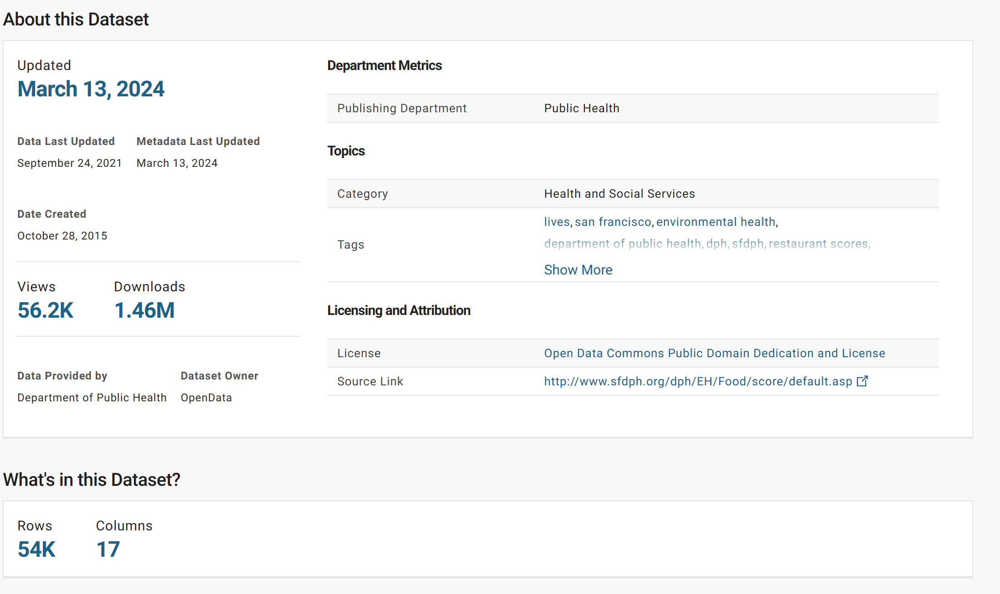 About this Dataset
Updated
March 13, 2024
Data Last Updated
September 24, 2021
Metadata Last Updated
March 13, 2024
Date Created
October 28, 2015
Views
56.2K
Downloads
1.46M
Data Provided by
Department of Public Health
Dataset Owner
OpenData
Department Metrics
Publishing Department Public Health
Topics
Category Health and Social Services
Tags
lives, san francisco, environmental health,
department of public health, dph, sfdph, restaurant scores,
Show More
Licensing and Attribution
License Open Data Commons Public Domain Dedication and License
Source Link http://www.sfdph.org/dph/EH/Food/score/default.asp
What's in this Dataset?
Rows
54K
Columns
17